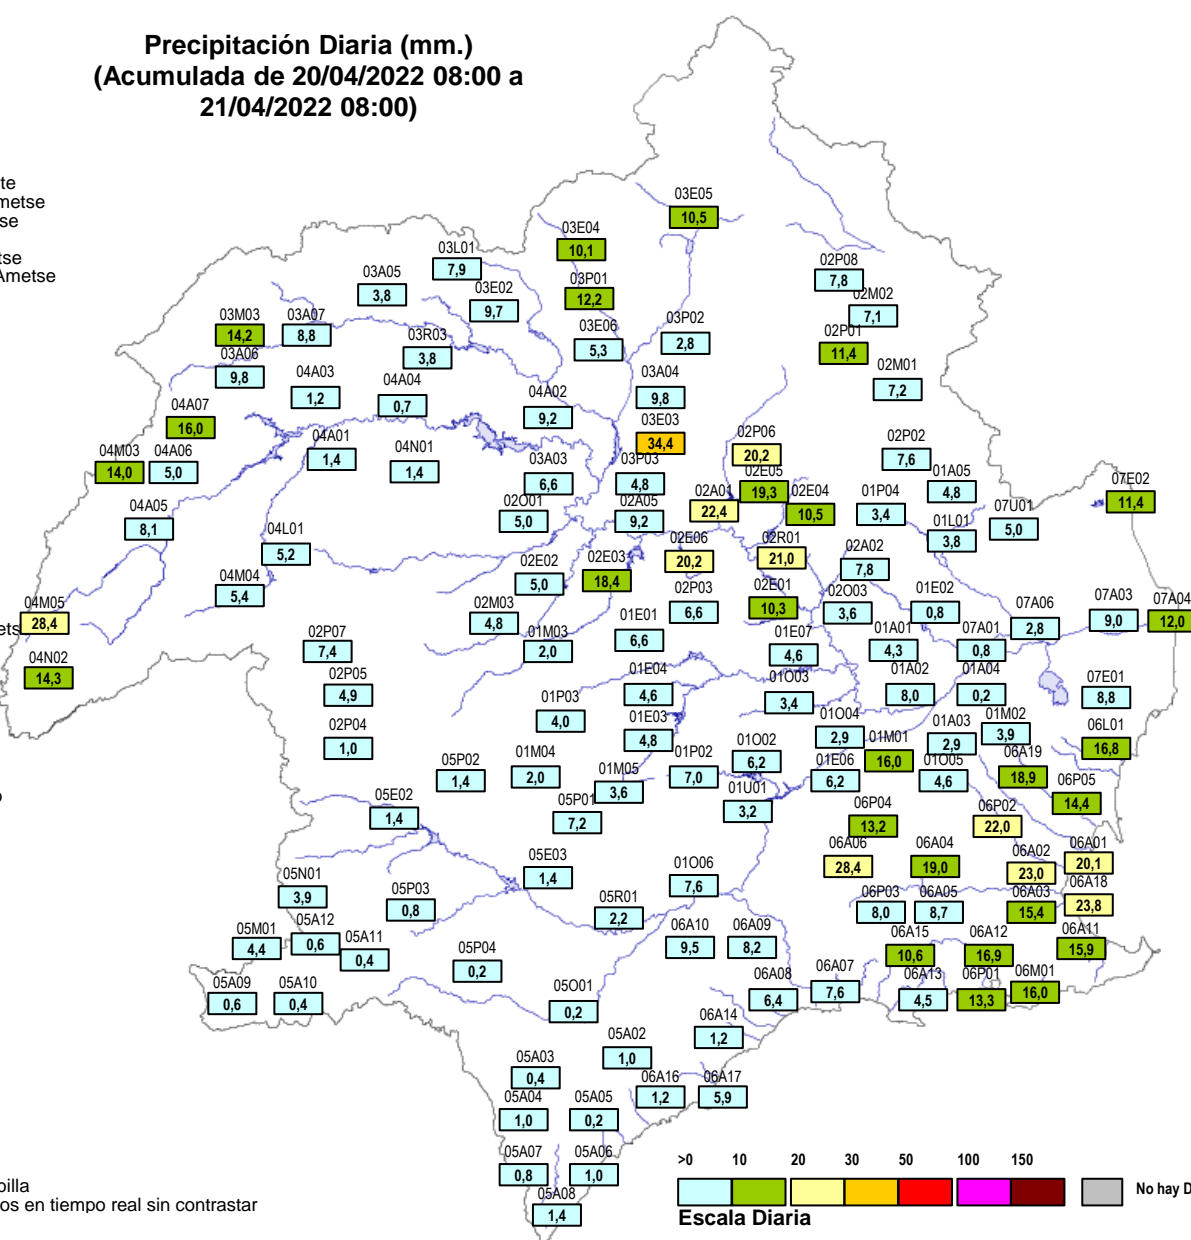 Precipitación Diaria (mm.)
(Acumulada de 20/04/2022 08:00 a
21/04/2022 08:00)
03E05
10,5
03E04
10,1
03L01
7,9
03A05
3,8
03E02
9,7
03P01
12,2
02P08
7,8
02M02
7,1
03M03
14,2
03A07
8,8
03R03
3,8
03E06
5,3
03P02
2,8
02P01
11,4
03A06
9,8
04A03
1,2
04A04
0,7
04A02
9,2
03A04
9,8
02M01
7,2
04A07
16,0
03E03
34,4
04A01
1,4
04N01
1,4
02P06
20,2
02P02
7,6
04M03
14,0
04A06
5,0
03A03
6,6
03P03
4,8
02E05
19,3
01A05
4,8
07E02
11,4
04A05
8,1
02O01
5,0
02A05
9,2
02A01
22,4
02E04
10,5
01P04
3,4
01L01
3,8
07U01
5,0
04L01
5,2
02E02
5,0
02E03
18,4
02E06
20,2
02R01
21,0
02A02
7,8
04M04
5,4
04M05
28,4
02M03
4,8
01E01
6,6
02P03
6,6
02E01
10,3
02O03
3,6
01E02
0,8
07A06
2,8
07A03
9,0
07A04
12,0
02P07
7,4
01M03
2,0
01E07
4,6
01A01
4,3
07A01
0,8
04N02
14,3
02P05
4,9
01P03
4,0
01E04
4,6
01O03
3,4
01A02
8,0
01A04
0,2
07E01
8,8
02P04
1,0
01E03
4,8
01O04
2,9
01M01
16,0
01A03
2,9
01M02
3,9
06L01
16,8
05P02
1,4
01M04
2,0
01M05
3,6
01P02
7,0
01O02
6,2
01E06
6,2
01O05
4,6
06A19
18,9
06P05
14,4
05E02
1,4
05P01
7,2
01U01
3,2
06P04
13,2
06P02
22,0
05E03
1,4
01O06
7,6
06A06
28,4
06A04
19,0
06A02
23,0
06A01
20,1
05N01
3,9
05P03
0,8
05R01
2,2
06P03
8,0
06A05
8,7
06A03
15,4
06A18
23,8
05M01
4,4
05A12
0,6
05A11
0,4
05P04
0,2
06A10
9,5
06A09
8,2
06A15
10,6
06A12
16,9
06A11
15,9
05A09
0,6
05A10
0,4
05O01
0,2
06A08
6,4
06A07
7,6
06A13
4,5
06P01
13,3
06M01
16,0
05A02
1,0
06A14
1,2
05A03
0,4
06A16
1,2
06A17
5,9
05A04
1,0
05A05
0,2
05A07
0,8
05A06
1,0
05A08
1,4
te
metse
se
tse
Ametse
ets
o
oilla
os en tiempo real sin contrastar
>0 10 20 30 50 100 150
No hay D
Escala Diaria